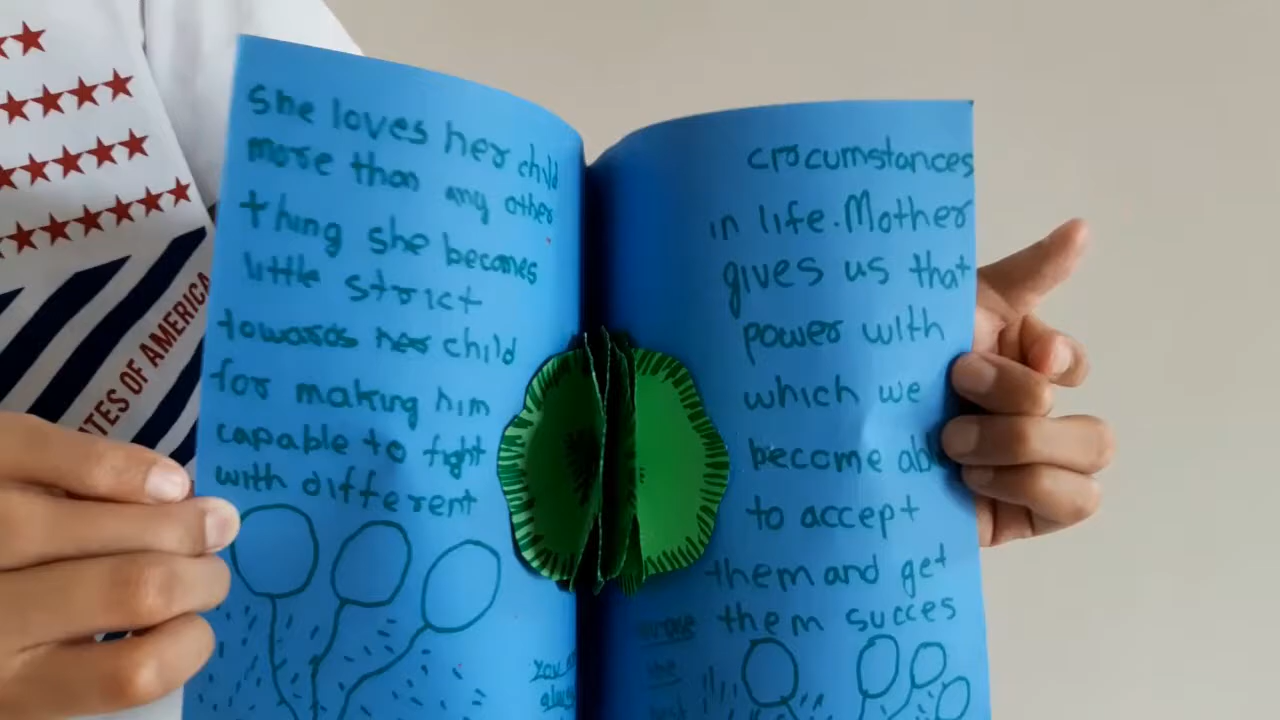 She loves her child
more than any other
thing she becomes
little strict
towards her child
for making him
capable to fight
with different
crocumstances
in life. Mother
gives us that
power with
which we
become ab
to accept
them and get
them succes
TES OF AMERICA